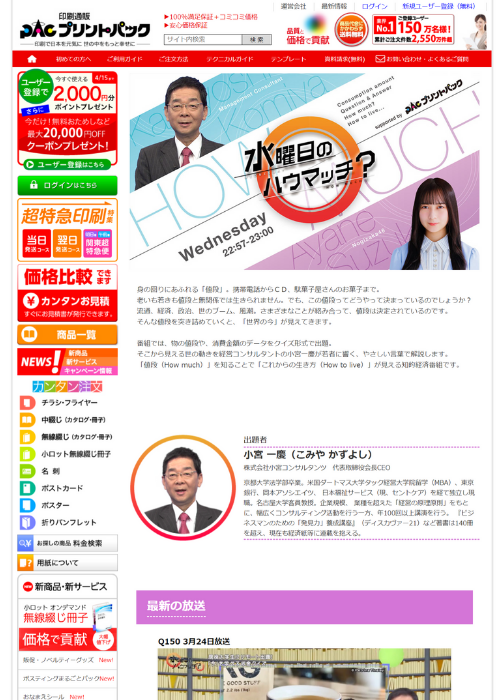 運営会社
最新情報
ログイン
新規ユーザー登録（無料）
印刷通販
プリントパック
－印刷で日本を元気に 世の中をもっと幸せに－
▶100％満足保証＋コミコミ価格
▶安心価格保証
サイト内検索
検 索
品質と
価格で貢献
送料無料
ご登録ユーザー
業界No.1
150万名様!
累計ご注文件数2,550万件超
初めての方へ
ご利用ガイド
ご注文方法
テクニカルガイド
テンプレート
資料請求(無料)
お問い合わせ・よくあるご質問
ユーザー
登録で
今すぐ使える
4/15まで
2,000円分
さらに
ポイントプレゼント
今だけ!無料おためしなど
最大20,000円OFF
クーポンプレゼント!
ユーザー登録はこちら
ログインはこちら
超特急印刷
当日
発送コース
翌日
発送コース
関東超
特急便
価格比較できます
カンタンお見積
すぐにお見積書が発行できます。
商品一覧
NEWS!
新商品
新サービス
キャンペーン情報
カンタン注文
チラシ・フライヤー
中綴じ（カタログ・冊子）
無綴じ（カタログ・冊子）
小ロット無線綴じ冊子
名 刺
ポストカード
ポスター
折りパンフレット
お探しの商品 料金検索
用紙について
新商品・新サービス
小ロット オンデマンド
無線綴じ冊子
価格で貢献
大幅値下げ
販促・ノベルティーグッズ New!
ポスティングまるごとパック New!
おなまえシール New!
Management Consultant
Consumption amount
Question & Answer
How much?
How to live...
supported by プリントパック
HOW MUCH
水曜日の
ハウマッチ？
Wednesday
22:57-23:00
Nogizaka46
身の回りにあふれる「値段」。携帯電話からＣＤ、駄菓子屋さんのお菓子まで。
老いも若きも値段と無関係では生きられません。でも、この値段ってどうやって決まっているのでしょうか？
流通、経済、政治、世のブーム、風潮。さまざまなことが絡み合って、値段は決定されているのです。
そんな値段を突き詰めていくと、「世界の今」が見えてきます。
番組では、物の値段や、消費金額のデータをクイズ形式で出題。
そこから見える世の動きを経営コンサルタントの小宮一慶が若者に響く、やさしい言葉で解説します。
「値段（How much）」を知ることで「これからの生き方（How to live）」が見える知的経済番組です。
出題者
小宮 一慶（こみや かずよし）
株式会社小宮コンサルタンツ　代表取締役会長CEO
京都大学法学部卒業。米国ダートマス大学タック経営大学院留学（MBA）、東京
銀行、岡本アソシエイツ、 日本福祉サービス（現、セントケア）を経て独立し現
職。名古屋大学客員教授。企業規模、業種を超えた「経営の原理原則」をもと
に、幅広くコンサルティング活動を行う一方、年100回以上講演を行う。『ビジ
ネスマンのための「発見力」養成講座』（ディスカヴァー21）など著書は140冊
を超え、現在も経済紙等に連載を抱える。
最新の放送
Q150 3月24日放送
GOOD STUFF